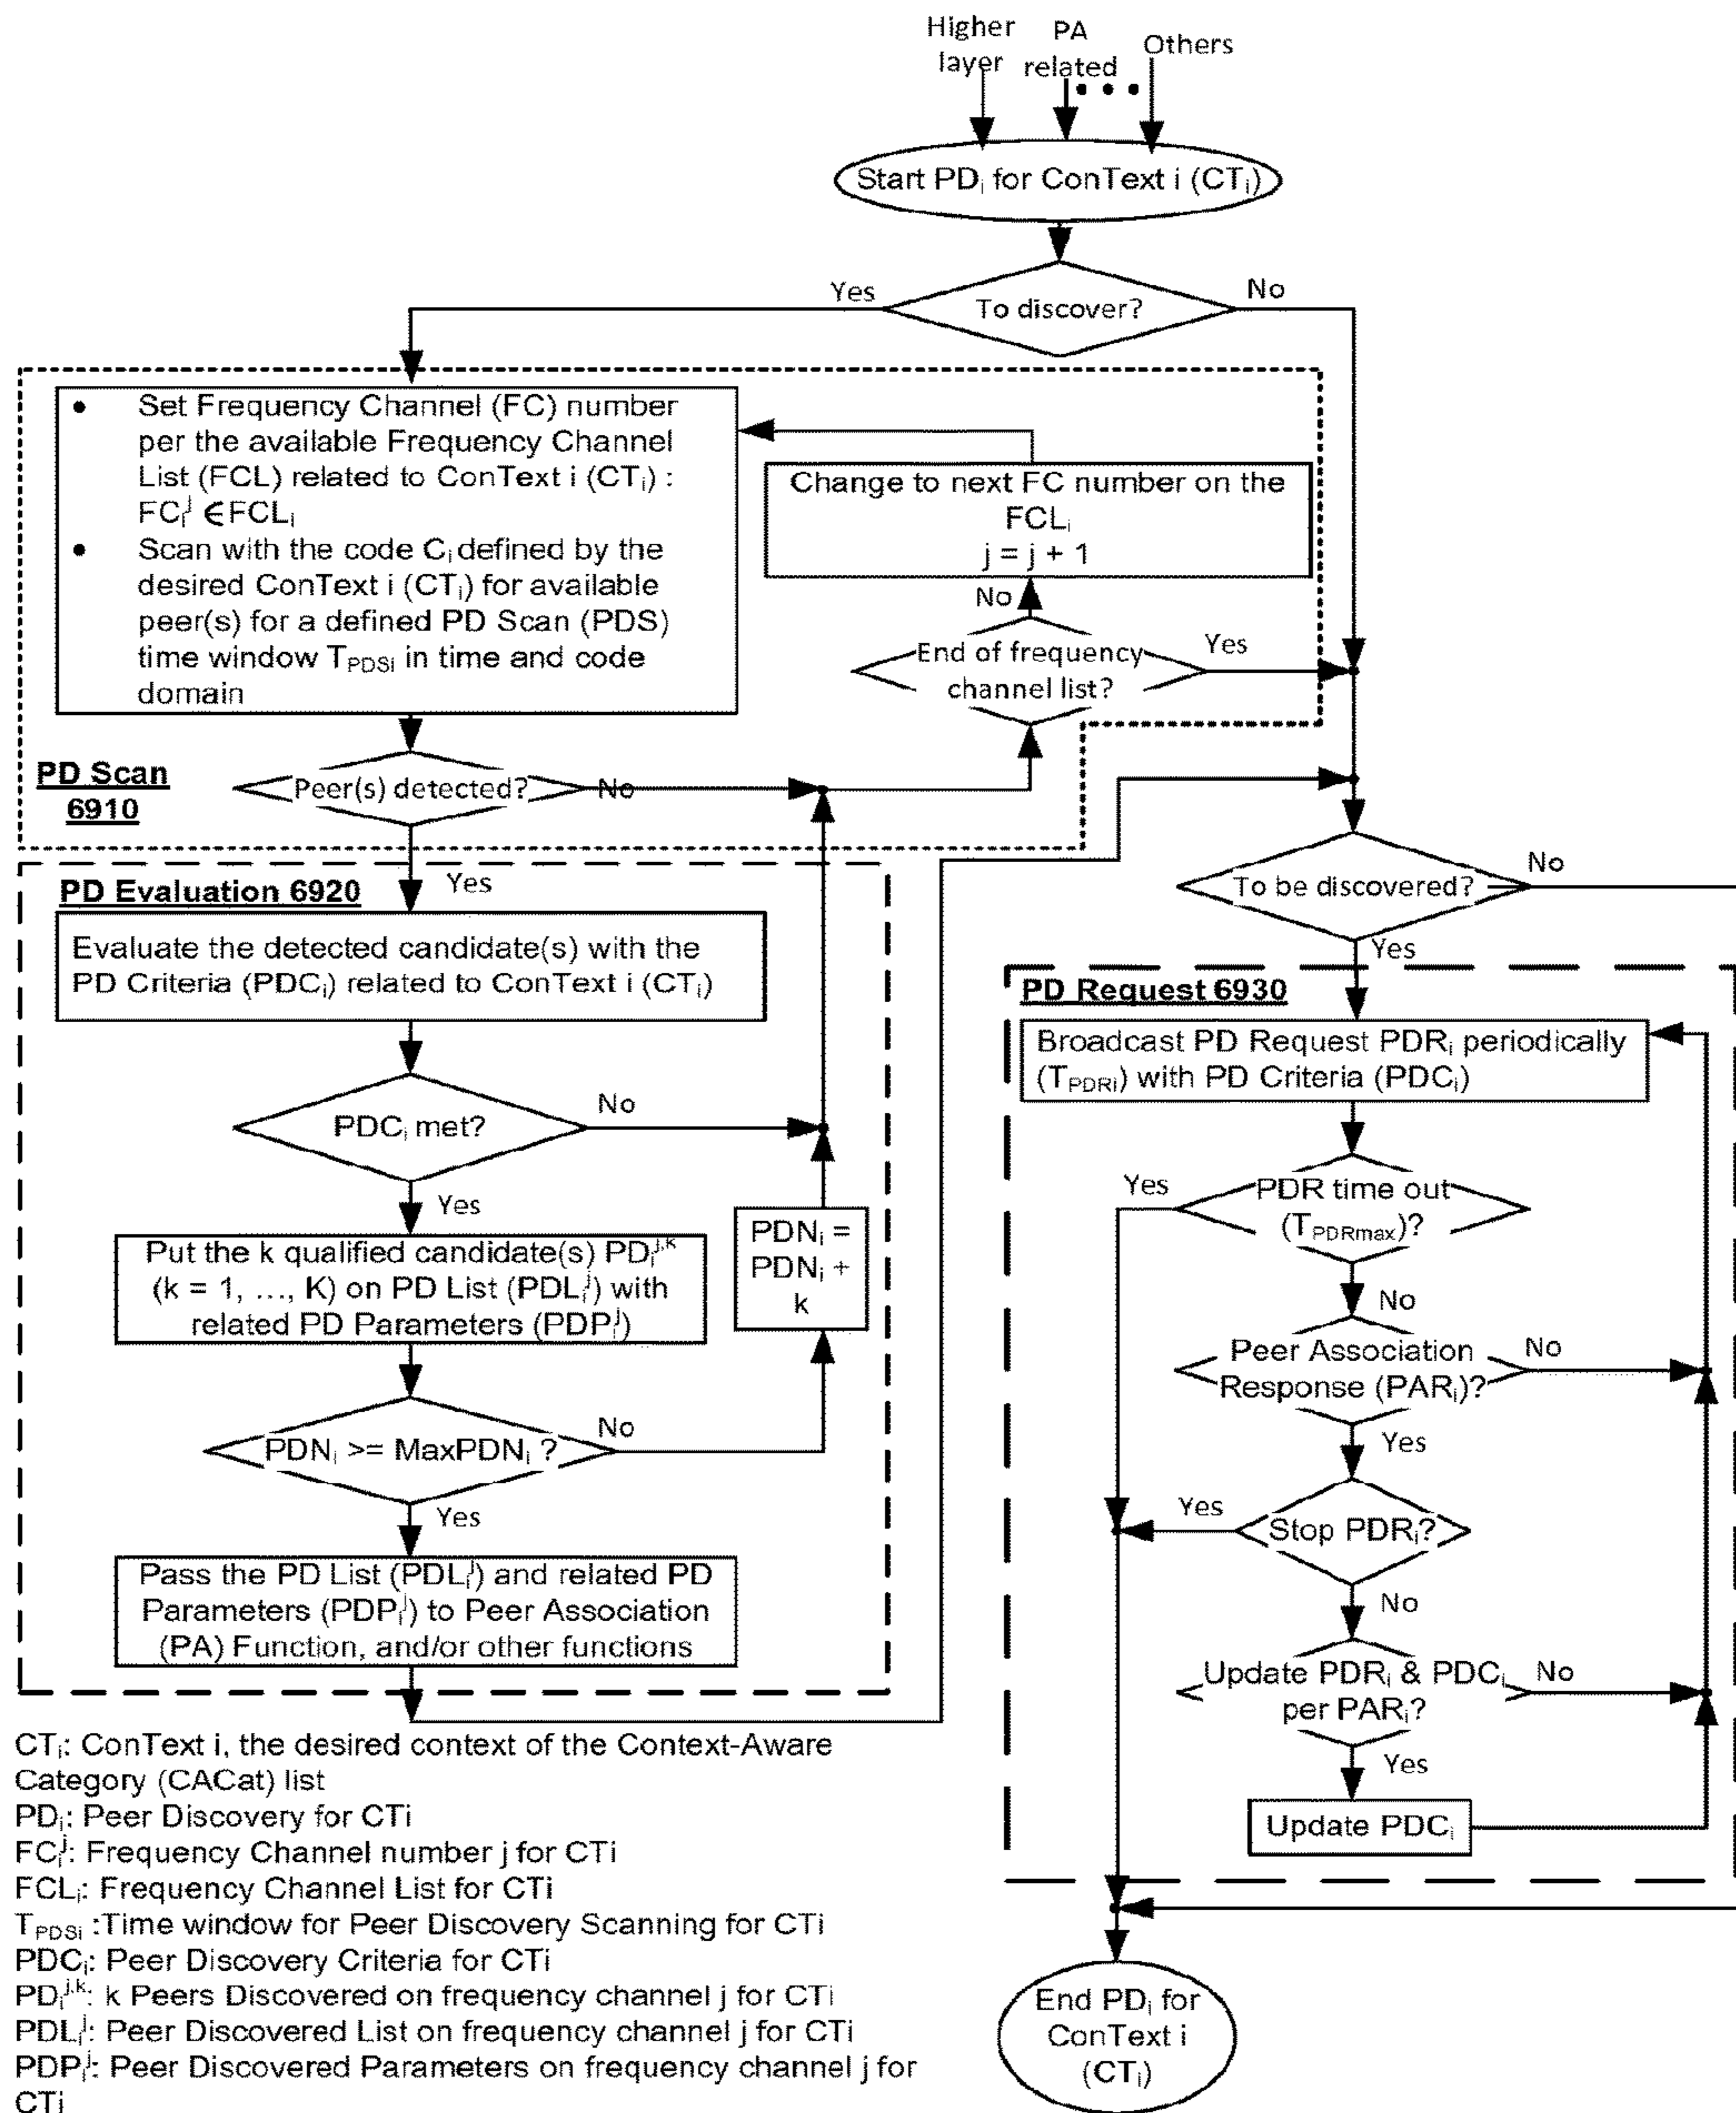 Higher
layer
PA
related
Others
Start PDᵢ for ConText i (CTᵢ)
To discover?
Yes
No
• Set Frequency Channel (FC) number
per the available Frequency Channel
List (FCL) related to ConText i (CTᵢ) :
FCᵢʲ ∈FCLᵢ
• Scan with the code Cᵢ defined by the
desired ConText i (CTᵢ) for available
peer(s) for a defined PD Scan (PDS)
time window T_PDSi in time and code
domain
Change to next FC number on the
FCLᵢ
j = j + 1
No
End of frequency
channel list?
Yes
PD Scan
6910
Peer(s) detected?
No
Yes
PD Evaluation 6920
Evaluate the detected candidate(s) with the
PD Criteria (PDCᵢ) related to ConText i (CTᵢ)
PDCᵢ met?
No
Yes
Put the k qualified candidate(s) PDᵢʲ·ᵏ
(k = 1, ..., K) on PD List (PDLᵢʲ) with
related PD Parameters (PDPᵢʲ)
PDNᵢ =
PDNᵢ +
k
PDNᵢ >= MaxPDNᵢ ?
No
Yes
Pass the PD List (PDLᵢʲ) and related PD
Parameters (PDPᵢʲ) to Peer Association
(PA) Function, and/or other functions
To be discovered?
No
Yes
PD Request 6930
Broadcast PD Request PDRᵢ periodically
(T_PDRi) with PD Criteria (PDCᵢ)
PDR time out
(T_PDRmax)?
Yes
No
Peer Association
Response (PARᵢ)?
No
Yes
Stop PDRᵢ?
Yes
No
Update PDRᵢ & PDCᵢ
per PARᵢ?
No
Yes
Update PDCᵢ
End PDᵢ for
ConText i
(CTᵢ)
CTᵢ: ConText i, the desired context of the Context-Aware
Category (CACat) list
PDᵢ: Peer Discovery for CTi
FCᵢʲ: Frequency Channel number j for CTi
FCLᵢ: Frequency Channel List for CTi
T_PDSi :Time window for Peer Discovery Scanning for CTi
PDCᵢ: Peer Discovery Criteria for CTi
PDᵢʲ·ᵏ: k Peers Discovered on frequency channel j for CTi
PDLᵢʲ: Peer Discovered List on frequency channel j for CTi
PDPᵢʲ: Peer Discovered Parameters on frequency channel j for
CTi